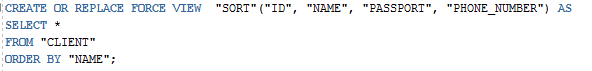 CREATE OR REPLACE FORCE VIEW  "SORT"("ID", "NAME", "PASSPORT", "PHONE_NUMBER") AS
SELECT *
FROM "CLIENT"
ORDER BY "NAME";